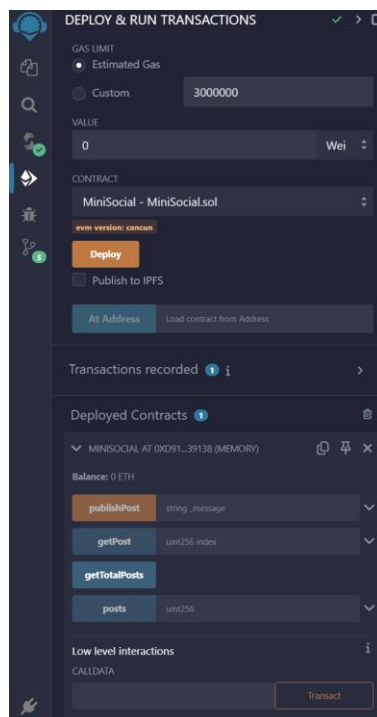 DEPLOY & RUN TRANSACTIONS
GAS LIMIT
Estimated Gas
Custom 3000000
VALUE
0 Wei
CONTRACT
MiniSocial - MiniSocial.sol
evm version: cancun
Deploy
Publish to IPFS
At Address Load contract from Address
Transactions recorded 1 i
Deployed Contracts 1
MINISOCIAL AT 0XD91...39138 (MEMORY)
Balance: 0 ETH
publishPost string _message
getPost uint256 index
getTotalPosts
posts uint256
Low level interactions i
CALLDATA
Transact